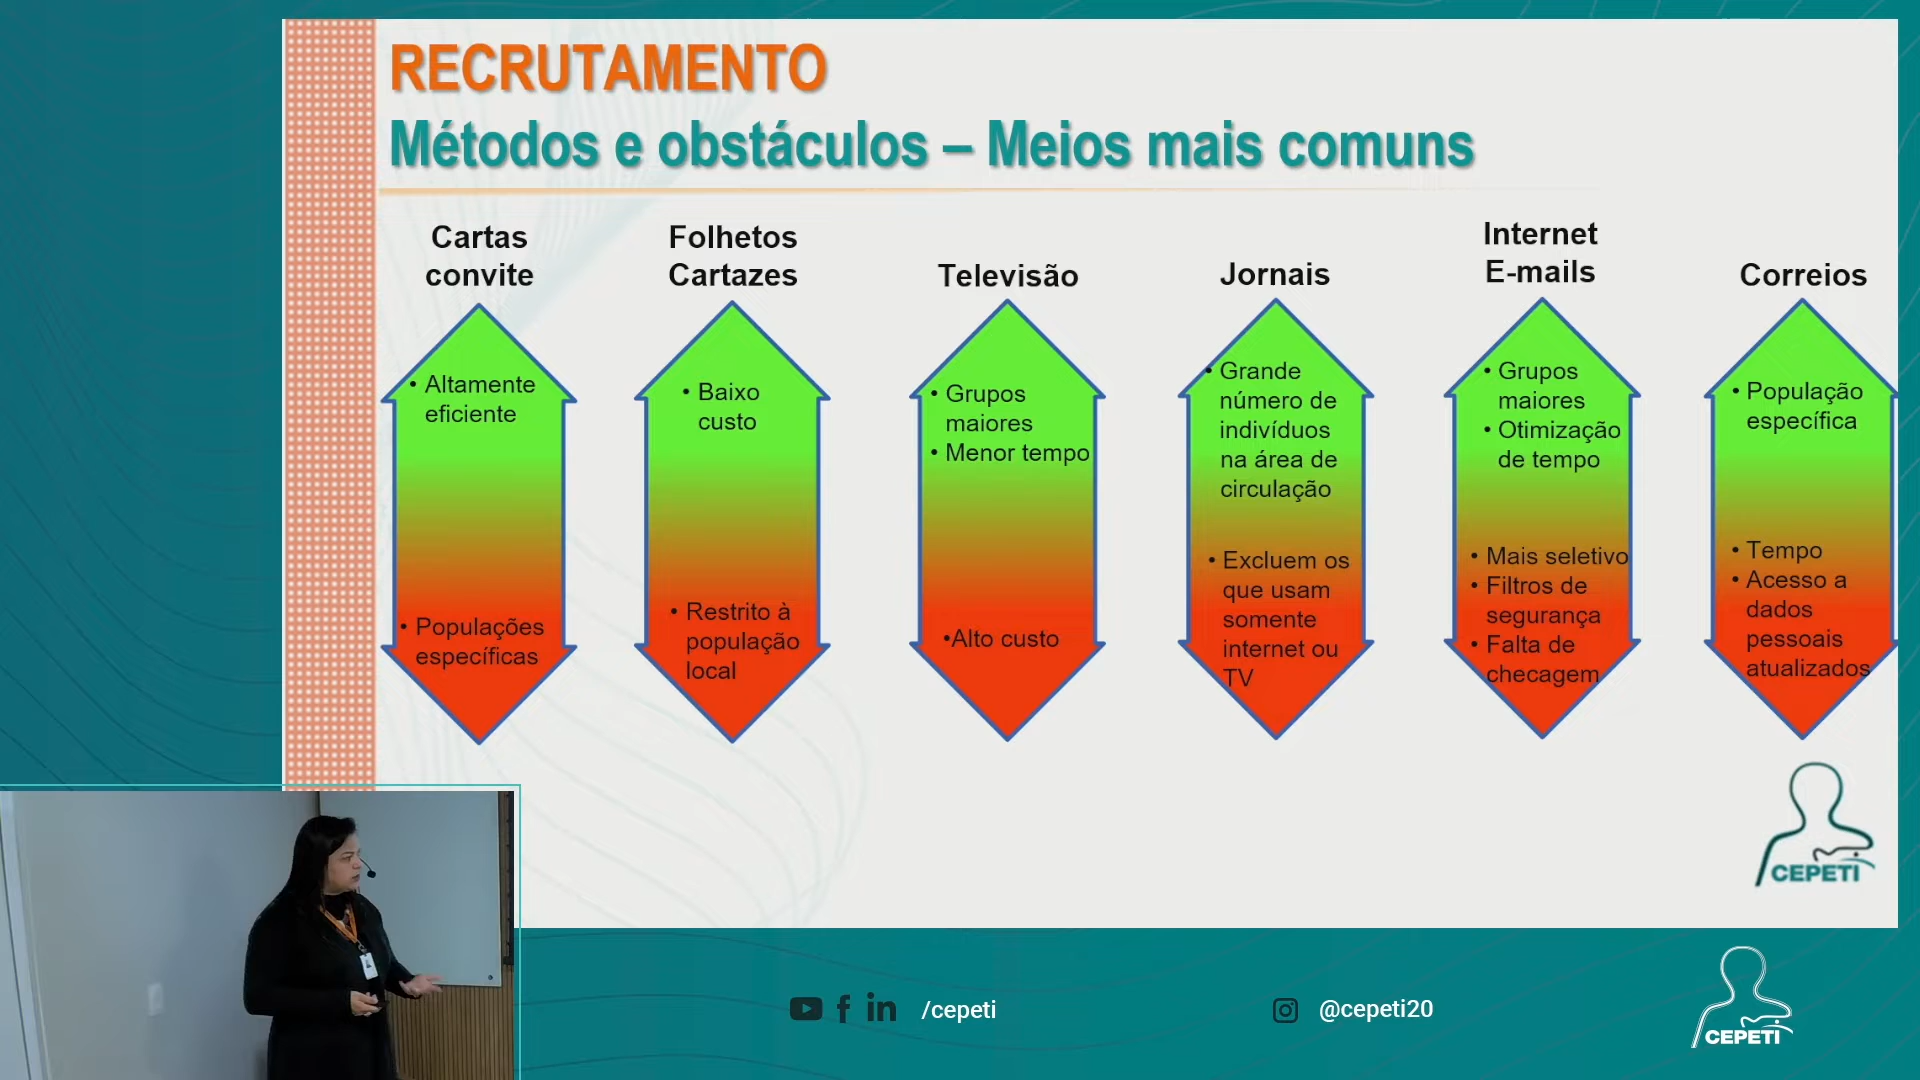 RECRUTAMENTO
Métodos e obstáculos – Meios mais comuns
Cartas
convite
• Altamente
eficiente
• Populações
específicas
Folhetos
Cartazes
• Baixo
custo
• Restrito à
população
local
Televisão
• Grupos
maiores
• Menor tempo
•Alto custo
Jornais
• Grande
número de
indivíduos
na área de
circulação
• Excluem os
que usam
somente
internet ou
TV
Internet
E-mails
• Grupos
maiores
• Otimização
de tempo
• Mais seletivo
• Filtros de
segurança
• Falta de
checagem
Correios
• População
específica
• Tempo
• Acesso a
dados
pessoais
atualizados
CEPETI
/cepeti
@cepeti20
CEPETI